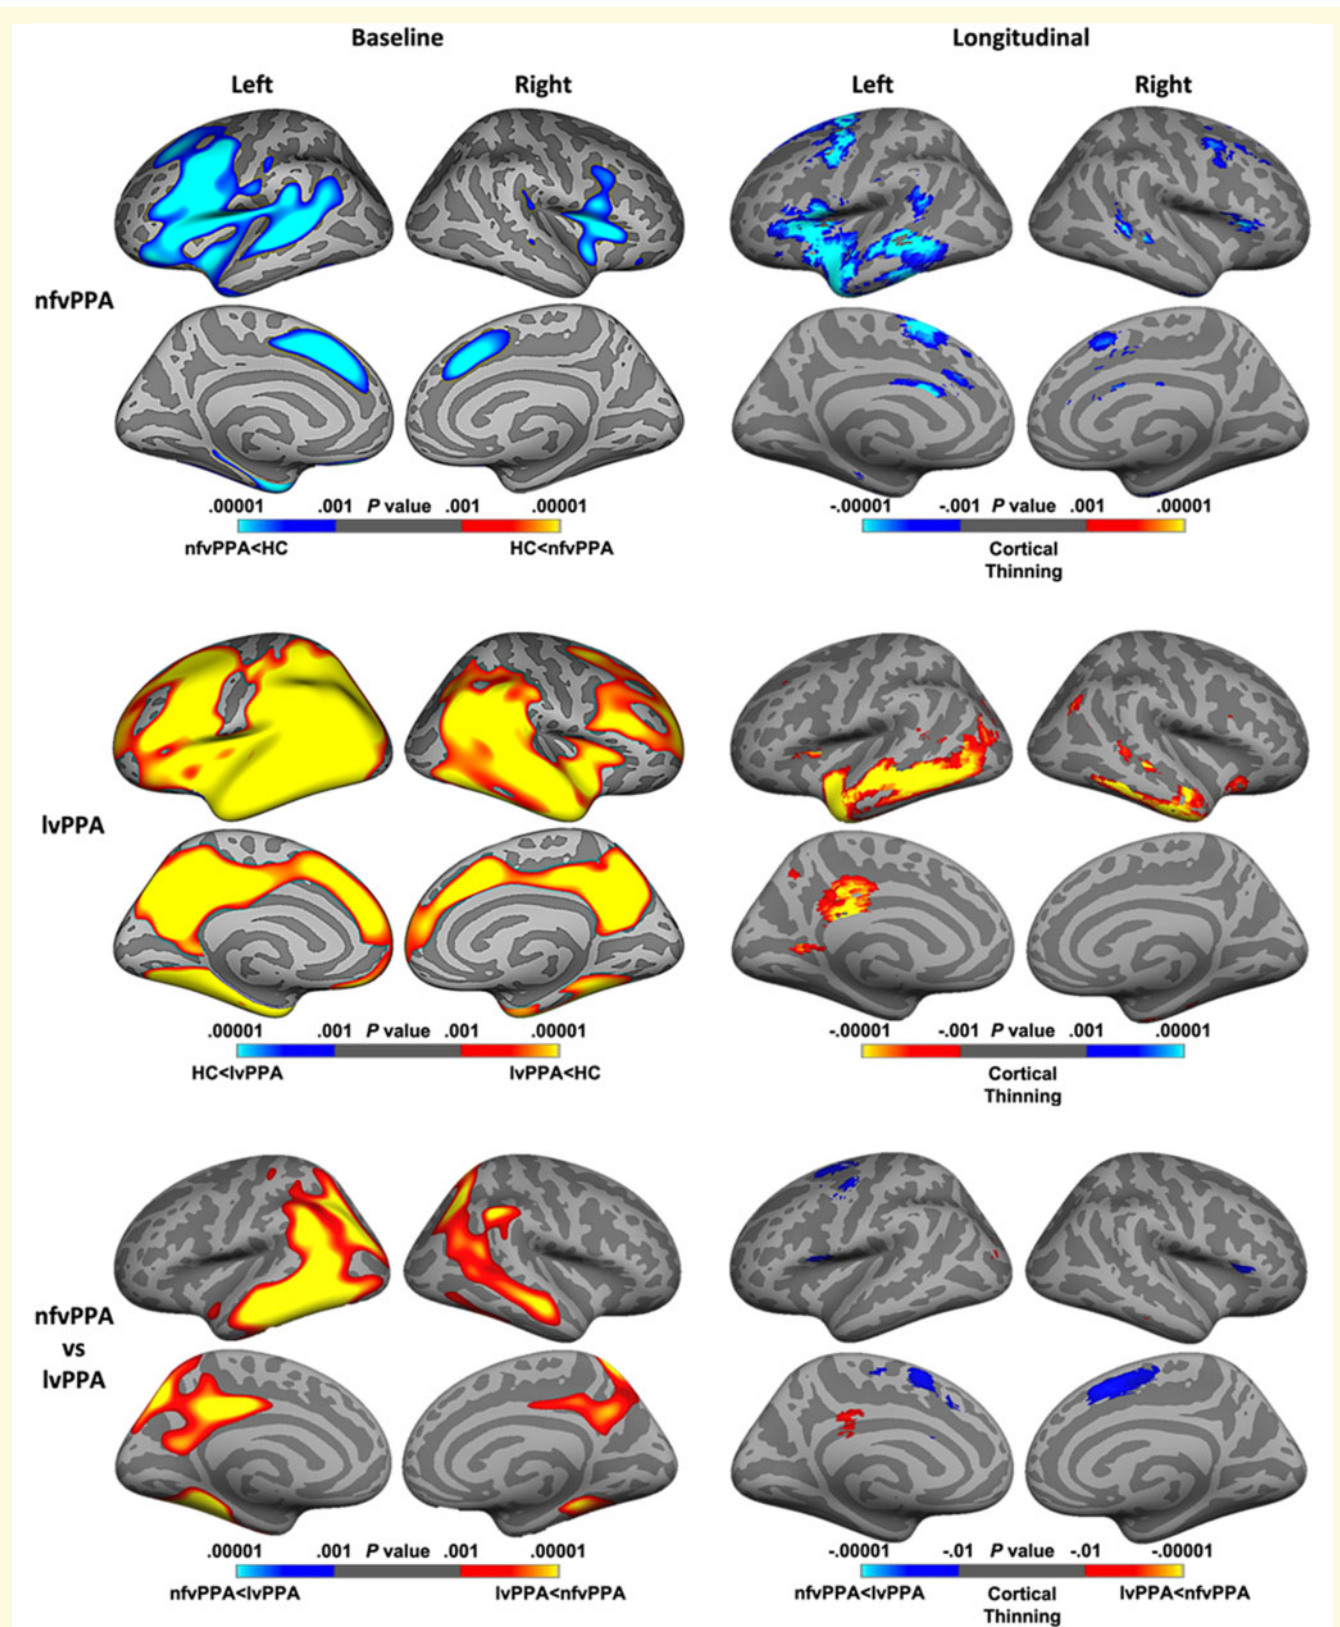 Baseline Longitudinal
Left Right Left Right
nfvPPA
.00001 .001 P value .001 .00001 -.00001 -.001 P value .001 .00001
nfvPPA<HC HC<nfvPPA Cortical
Thinning
lvPPA
.00001 .001 P value .001 .00001 -.00001 -.001 P value .001 .00001
HC<lvPPA lvPPA<HC Cortical
Thinning
nfvPPA
vs
lvPPA
.00001 .001 P value .001 .00001 -.00001 -.01 P value -.01 -.00001
nfvPPA<lvPPA lvPPA<nfvPPA nfvPPA<lvPPA Cortical lvPPA<nfvPPA
Thinning